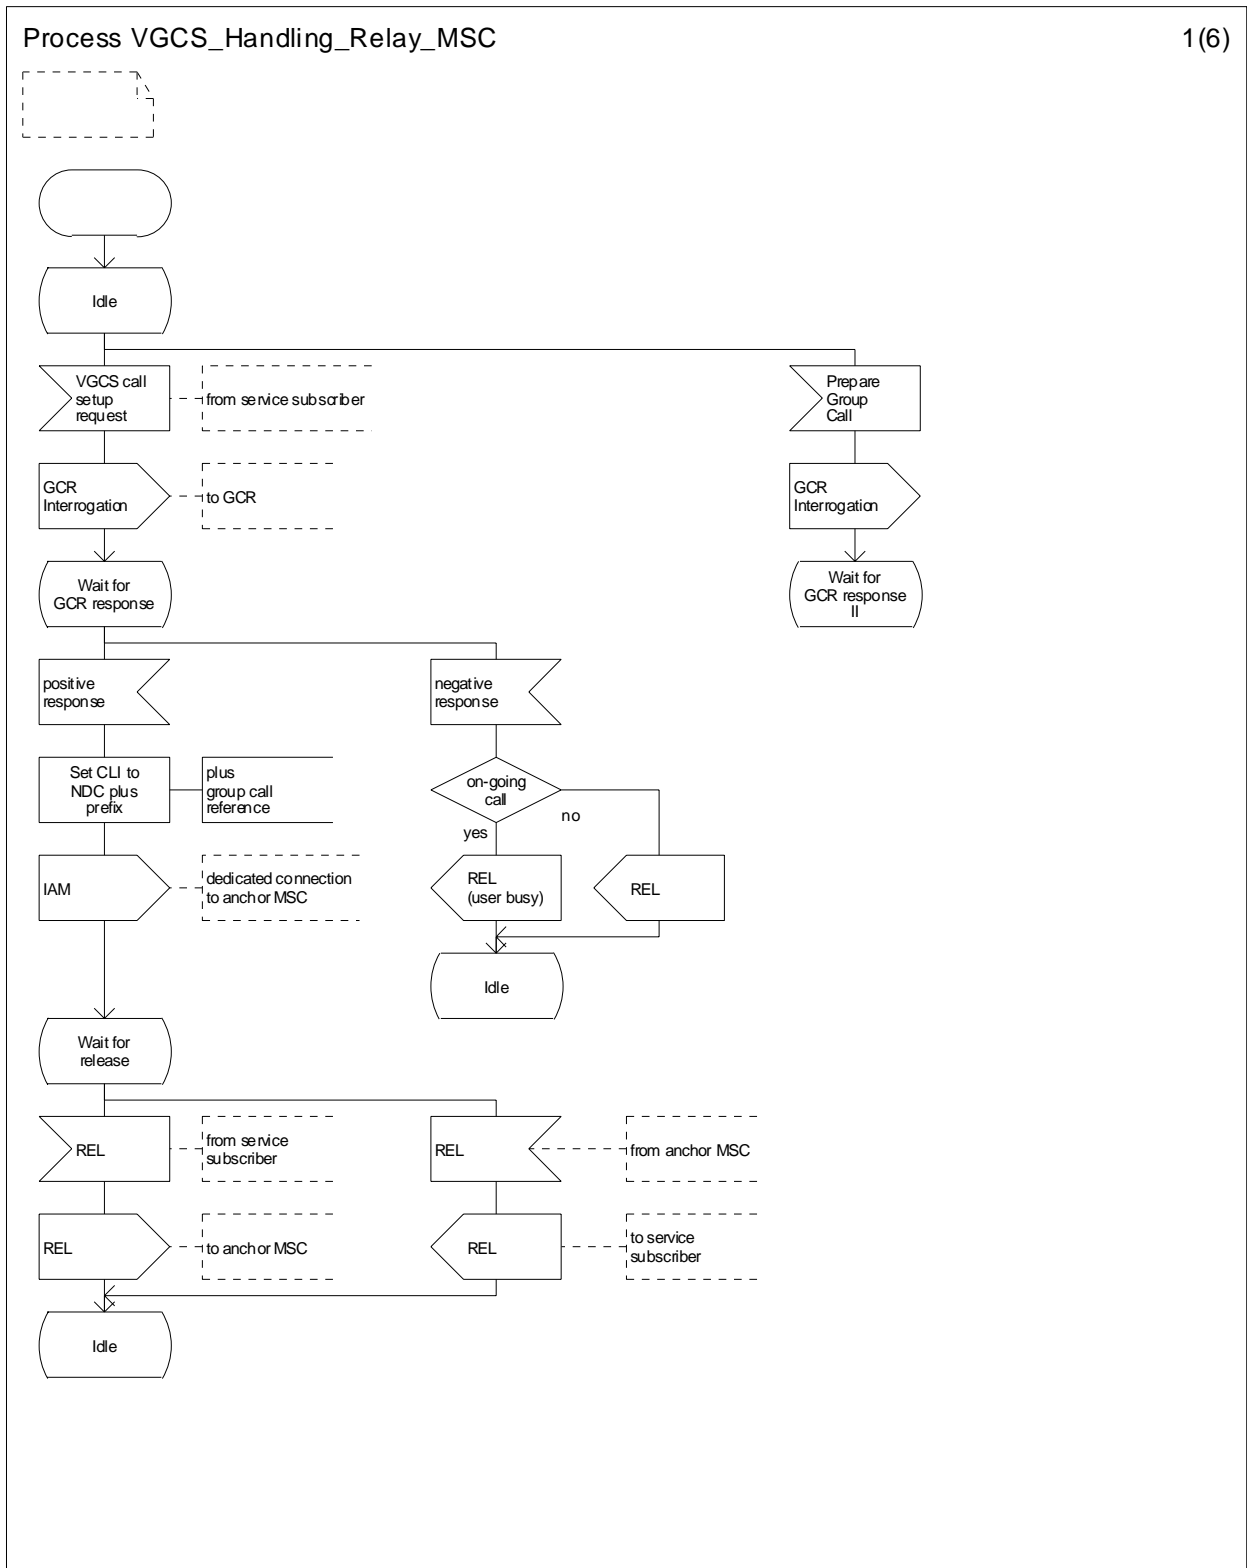 Process VGCS_Handling_Relay_MSC
1(6)
Idle
VGCS call
setup
request
from service subscriber
Prepare
Group
Call
GCR
Interrogation
to GCR
GCR
Interrogation
Wait for
GCR response
Wait for
GCR response
II
positive
response
negative
response
Set CLI to
NDC plus
prefix
plus
group call
reference
on-going
call
no
yes
IAM
dedicated connection
to anchor MSC
REL
(user busy)
REL
Idle
Wait for
release
REL
from service
subscriber
REL
from anchor MSC
REL
to anchor MSC
REL
to service
subscriber
Idle